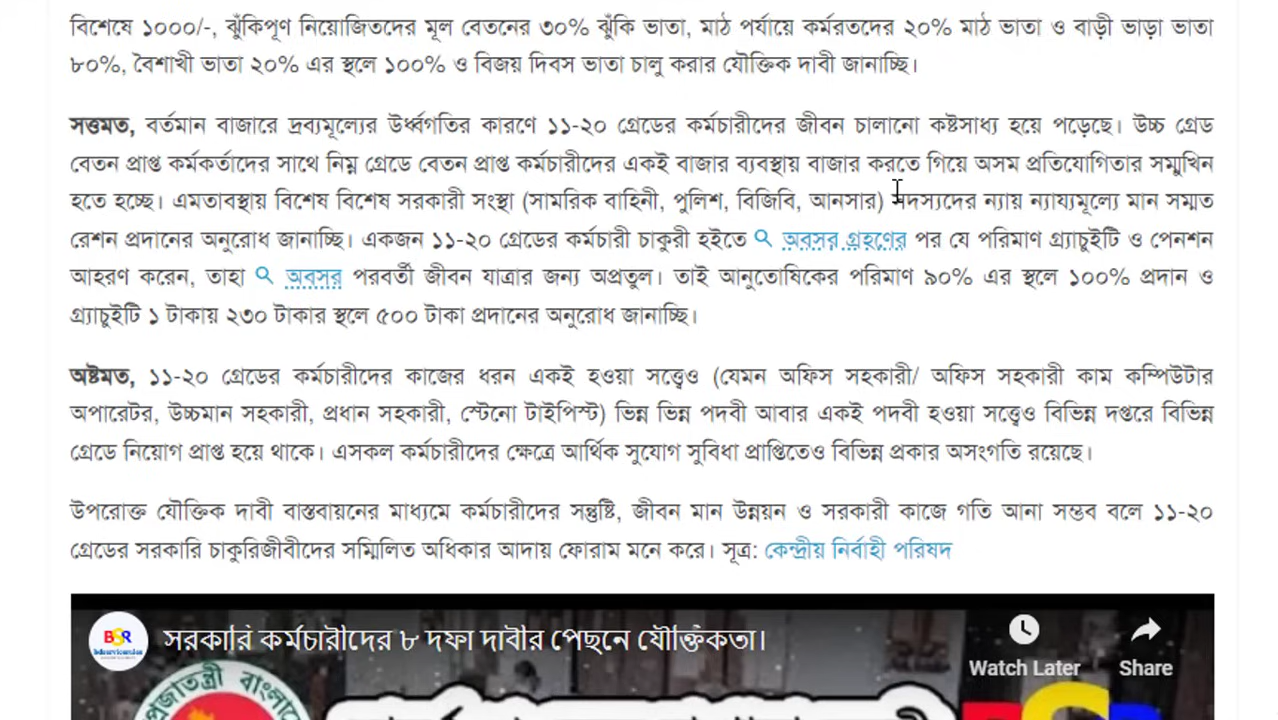 বিশেষে ১০০০/-, ঝুঁকিপূণ নিয়োজিতদের মূল বেতনের ৩০% ঝুঁকি ভাতা, মাঠ পর্যায়ে কর্মরতদের ২০% মাঠ ভাতা ও বাড়ী ভাড়া ভাতা
৮০%, বৈশাখী ভাতা ২০% এর স্থলে ১০০% ও বিজয় দিবস ভাতা চালু করার যৌক্তিক দাবী জানাচ্ছি।
সত্তমত, বর্তমান বাজারে দ্রব্যমূল্যের উর্ধ্বগতির কারণে ১১-২০ গ্রেডের কর্মচারীদের জীবন চালানো কষ্টসাধ্য হয়ে পড়েছে। উচ্চ গ্রেড
বেতন প্রাপ্ত কর্মকর্তাদের সাথে নিম্ন গ্রেডে বেতন প্রাপ্ত কর্মচারীদের একই বাজার ব্যবস্থায় বাজার করতে গিয়ে অসম প্রতিযোগিতার সম্মুখিন
হতে হচ্ছে। এমতাবস্থায় বিশেষ বিশেষ সরকারী সংস্থা (সামরিক বাহিনী, পুলিশ, বিজিবি, আনসার) সদস্যদের ন্যায় ন্যায্যমূল্যে মান সম্মত
রেশন প্রদানের অনুরোধ জানাচ্ছি। একজন ১১-২০ গ্রেডের কর্মচারী চাকুরী হইতে অবসর গ্রহণের পর যে পরিমাণ গ্র্যাচুইটি ও পেনশন
আহরণ করেন, তাহা অবসর পরবর্তী জীবন যাত্রার জন্য অপ্রতুল। তাই আনুতোষিকের পরিমাণ ৯০% এর স্থলে ১০০% প্রদান ও
গ্র্যাচুইটি ১ টাকায় ২৩০ টাকার স্থলে ৫০০ টাকা প্রদানের অনুরোধ জানাচ্ছি।
অষ্টমত, ১১-২০ গ্রেডের কর্মচারীদের কাজের ধরন একই হওয়া সত্ত্বেও (যেমন অফিস সহকারী/ অফিস সহকারী কাম কম্পিউটার
অপারেটর, উচ্চমান সহকারী, প্রধান সহকারী, স্টেনো টাইপিস্ট) ভিন্ন ভিন্ন পদবী আবার একই পদবী হওয়া সত্ত্বেও বিভিন্ন দপ্তরে বিভিন্ন
গ্রেডে নিয়োগ প্রাপ্ত হয়ে থাকে। এসকল কর্মচারীদের ক্ষেত্রে আর্থিক সুযোগ সুবিধা প্রাপ্তিতেও বিভিন্ন প্রকার অসংগতি রয়েছে।
উপরোক্ত যৌক্তিক দাবী বাস্তবায়নের মাধ্যমে কর্মচারীদের সন্তুষ্টি, জীবন মান উন্নয়ন ও সরকারী কাজে গতি আনা সম্ভব বলে ১১-২০
গ্রেডের সরকারি চাকুরিজীবীদের সম্মিলিত অধিকার আদায় ফোরাম মনে করে। সূত্র: কেন্দ্রীয় নির্বাহী পরিষদ
BSR
সরকারি কর্মচারীদের ৮ দফা দাবীর পেছনে যৌক্তিকতা।
Watch Later
Share